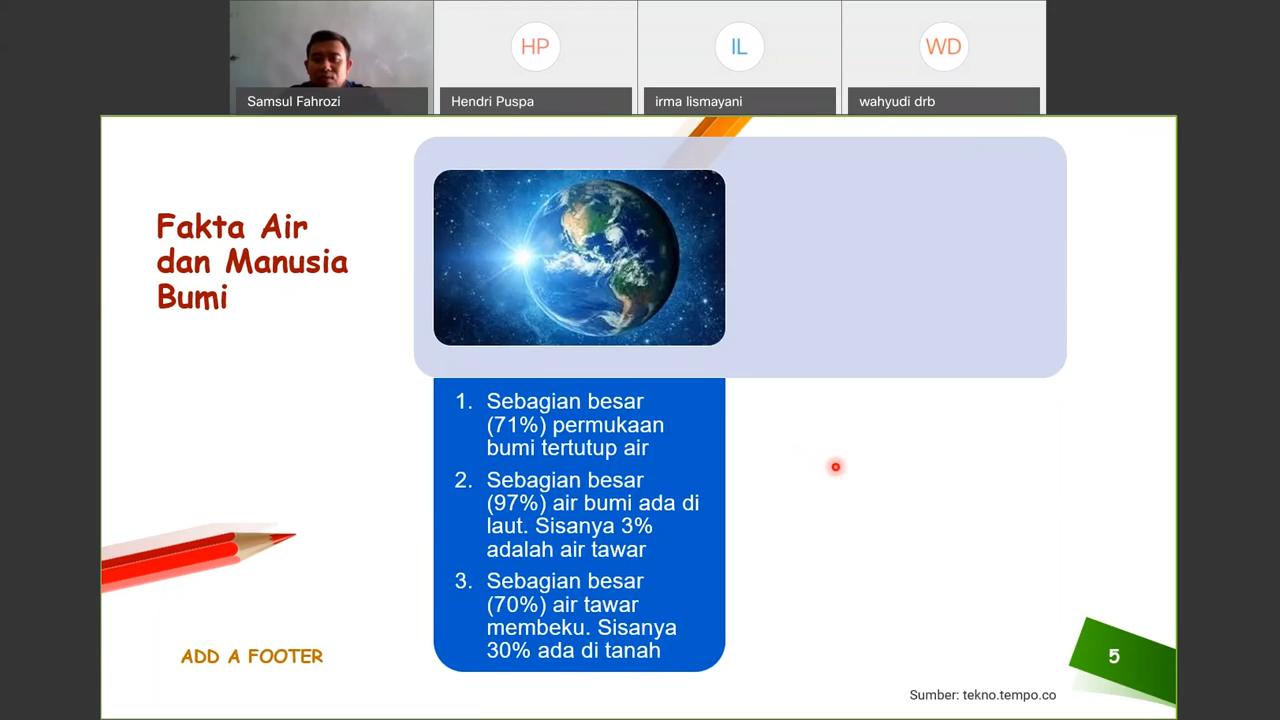 HP
IL
WD
Samsul Fahrozi
Hendri Puspa
irma lismayani
wahyudi drb
Fakta Air
dan Manusia
Bumi
1. Sebagian besar
(71%) permukaan
bumi tertutup air
2. Sebagian besar
(97%) air bumi ada di
laut. Sisanya 3%
adalah air tawar
3. Sebagian besar
(70%) air tawar
membeku. Sisanya
30% ada di tanah
ADD A FOOTER
5
Sumber: tekno.tempo.co